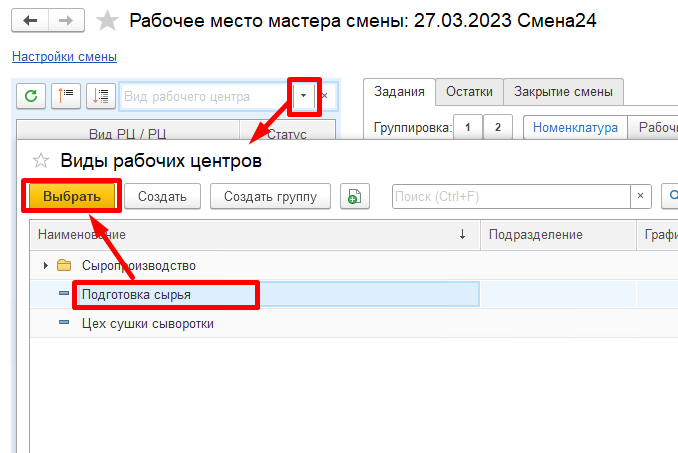 Рабочее место мастера смены: 27.03.2023 Смена24
Настройки смены
Вид рабочего центра
Задания Остатки Закрытие смены
Вид РЦ / РЦ Статус
Группировка: 1 2 Номенклатура Рабочи
Виды рабочих центров
Выбрать Создать Создать группу Поиск (Ctrl+F)
Наименование Подразделение Графи
Сыропроизводство
Подготовка сырья
Цех сушки сыворотки